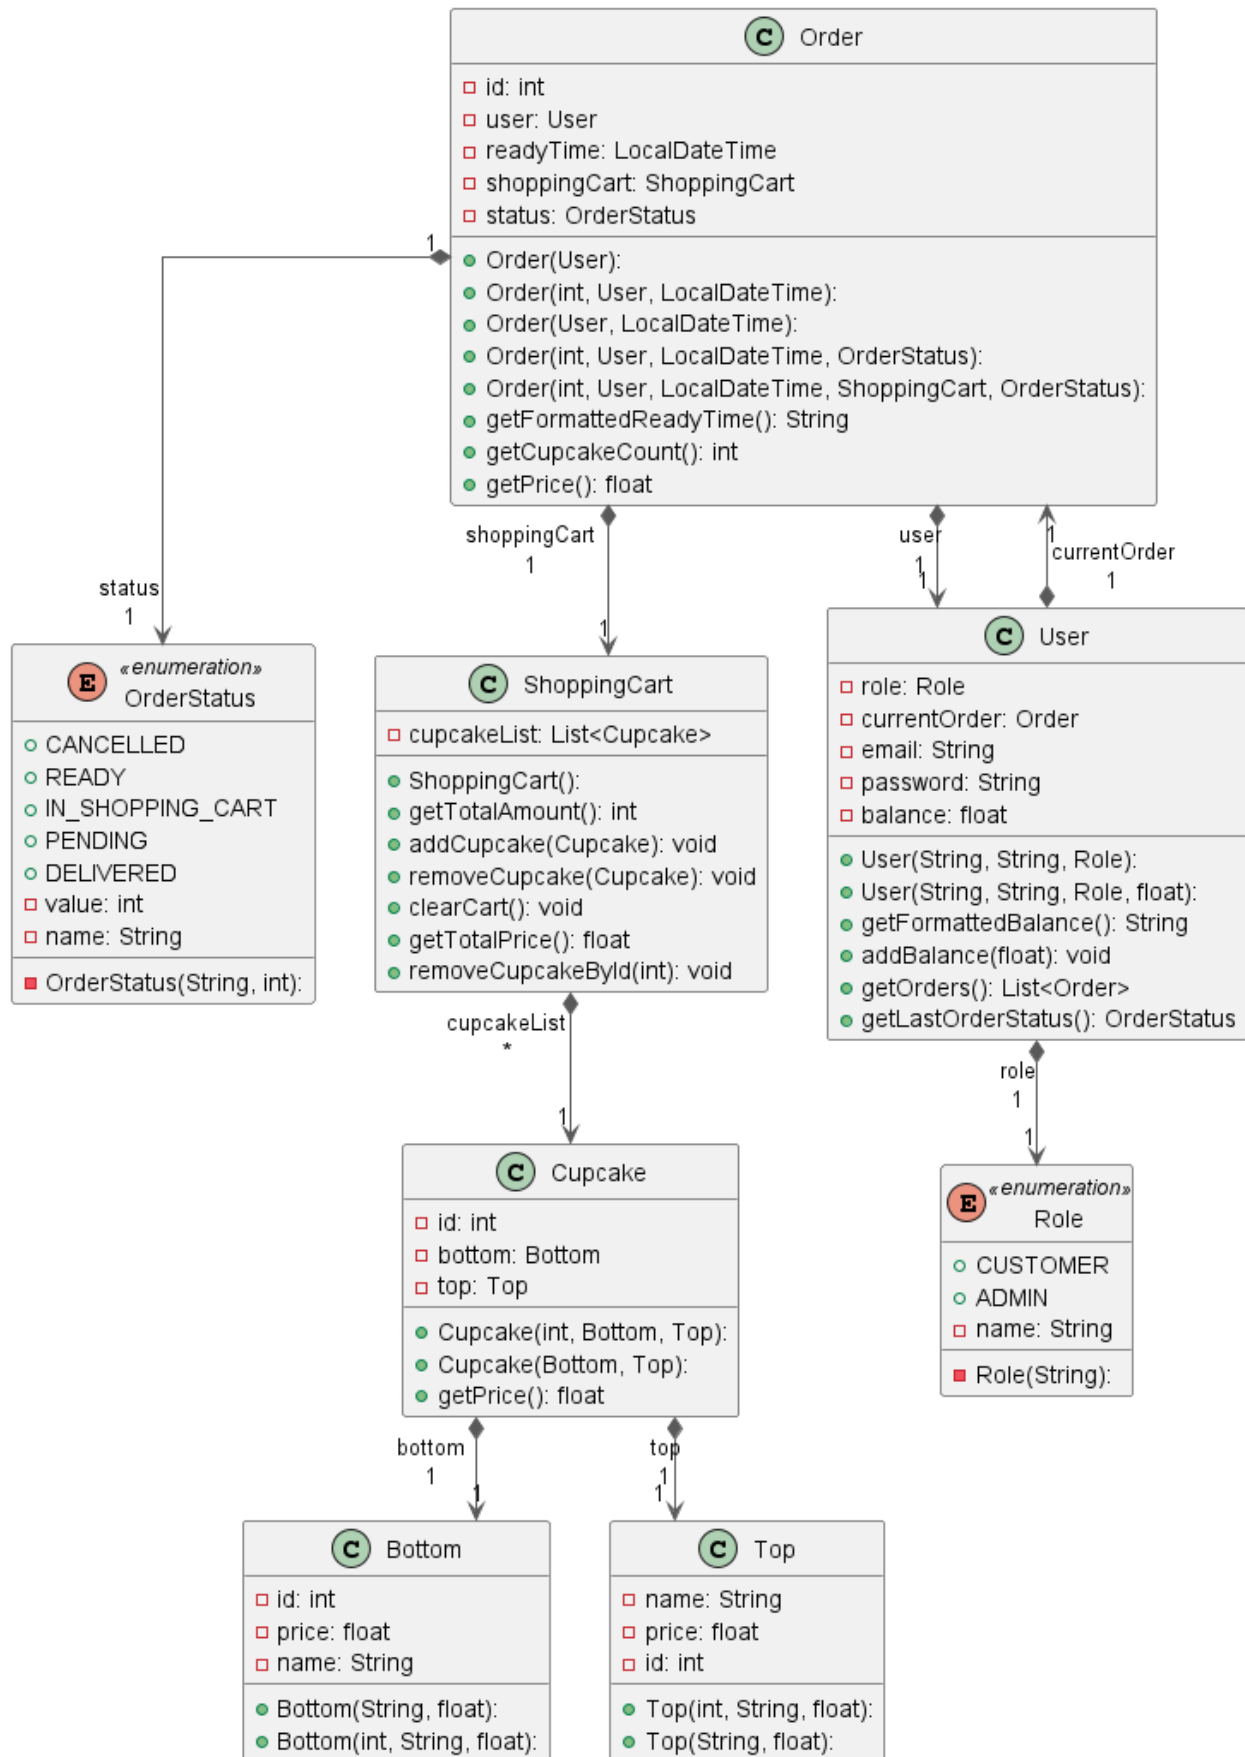 C Order
id: int
user: User
readyTime: LocalDateTime
shoppingCart: ShoppingCart
status: OrderStatus
Order(User):
Order(int, User, LocalDateTime):
Order(User, LocalDateTime):
Order(int, User, LocalDateTime, OrderStatus):
Order(int, User, LocalDateTime, ShoppingCart, OrderStatus):
getFormattedReadyTime(): String
getCupcakeCount(): int
getPrice(): float
1
status
1
shoppingCart
1
1
user
1
1
1
currentOrder
1
E «enumeration»
OrderStatus
CANCELLED
READY
IN_SHOPPING_CART
PENDING
DELIVERED
value: int
name: String
OrderStatus(String, int):
C ShoppingCart
cupcakeList: List<Cupcake>
ShoppingCart():
getTotalAmount(): int
addCupcake(Cupcake): void
removeCupcake(Cupcake): void
clearCart(): void
getTotalPrice(): float
removeCupcakeById(int): void
C User
role: Role
currentOrder: Order
email: String
password: String
balance: float
User(String, String, Role):
User(String, String, Role, float):
getFormattedBalance(): String
addBalance(float): void
getOrders(): List<Order>
getLastOrderStatus(): OrderStatus
cupcakeList
*
1
role
1
1
C Cupcake
id: int
bottom: Bottom
top: Top
Cupcake(int, Bottom, Top):
Cupcake(Bottom, Top):
getPrice(): float
E «enumeration»
Role
CUSTOMER
ADMIN
name: String
Role(String):
bottom
1
1
top
1
1
C Bottom
id: int
price: float
name: String
Bottom(String, float):
Bottom(int, String, float):
C Top
name: String
price: float
id: int
Top(int, String, float):
Top(String, float):